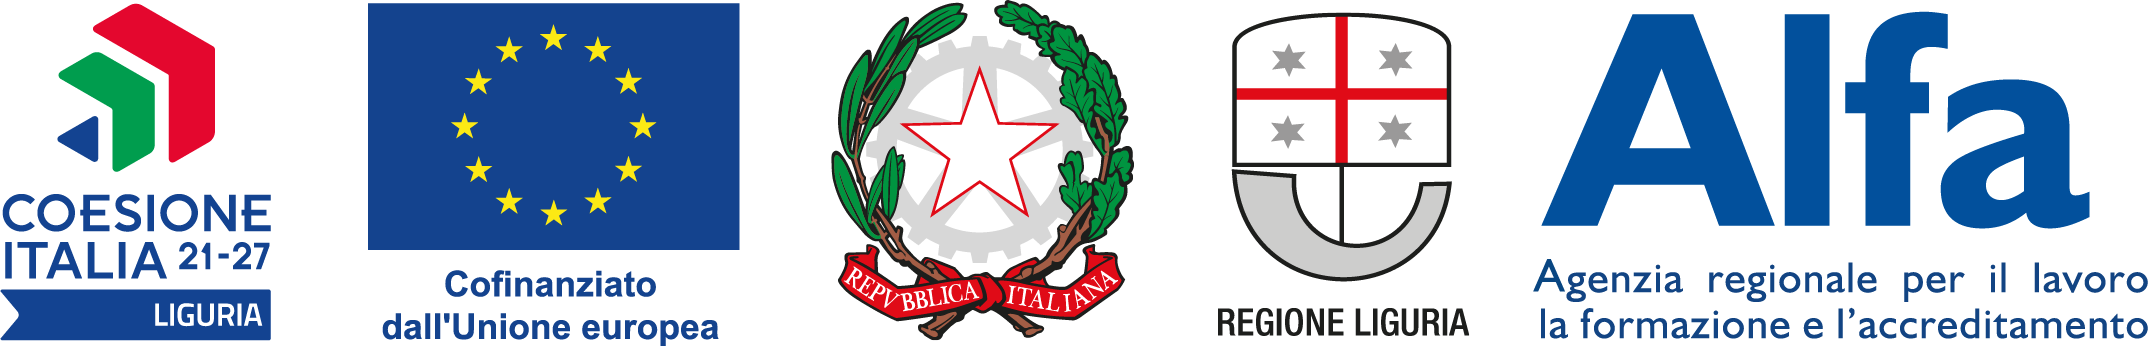 COESIONE
ITALIA 21-27
LIGURIA
Cofinanziato
dall'Unione europea
REPVBBLICA ITALIANA
REGIONE LIGURIA
Alfa
Agenzia regionale per il lavoro
la formazione e l'accreditamento